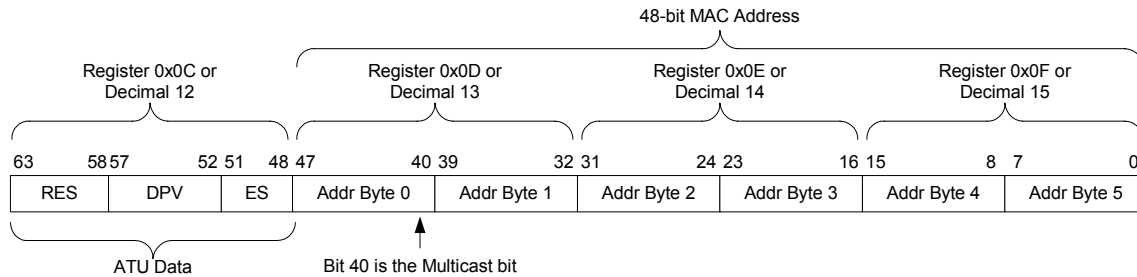 48-bit MAC Address
Register 0x0C or
Decimal 12
Register 0x0D or
Decimal 13
Register 0x0E or
Decimal 14
Register 0x0F or
Decimal 15
63 58 57 52 51 48 47 40 39 32 31 24 23 16 15 8 7 0
RES DPV ES Addr Byte 0 Addr Byte 1 Addr Byte 2 Addr Byte 3 Addr Byte 4 Addr Byte 5
ATU Data
Bit 40 is the Multicast bit